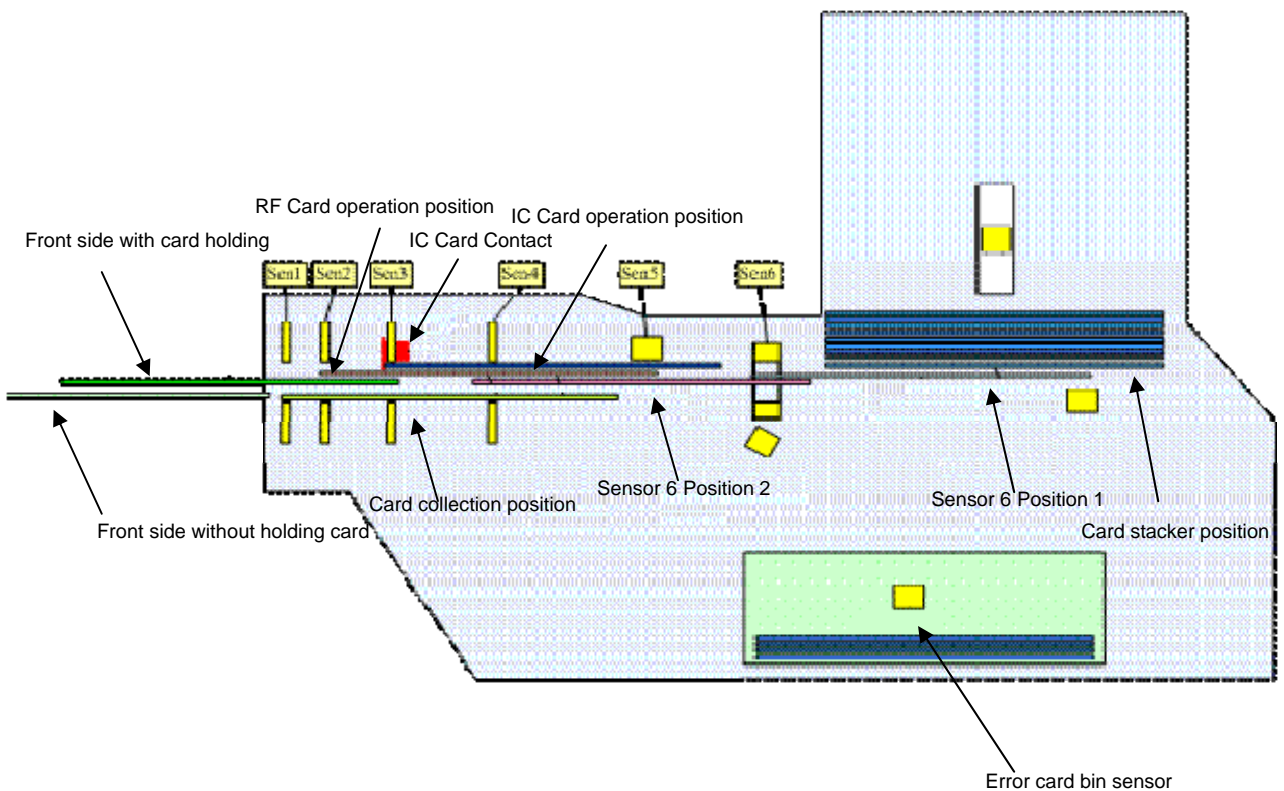 RF Card operation position
IC Card operation position
Front side with card holding
IC Card Contact
Sen1
Sen2
Sen3
Sen4
Sen5
Sen6
Sensor 6 Position 2
Card collection position
Sensor 6 Position 1
Front side without holding card
Card stacker position
Error card bin sensor